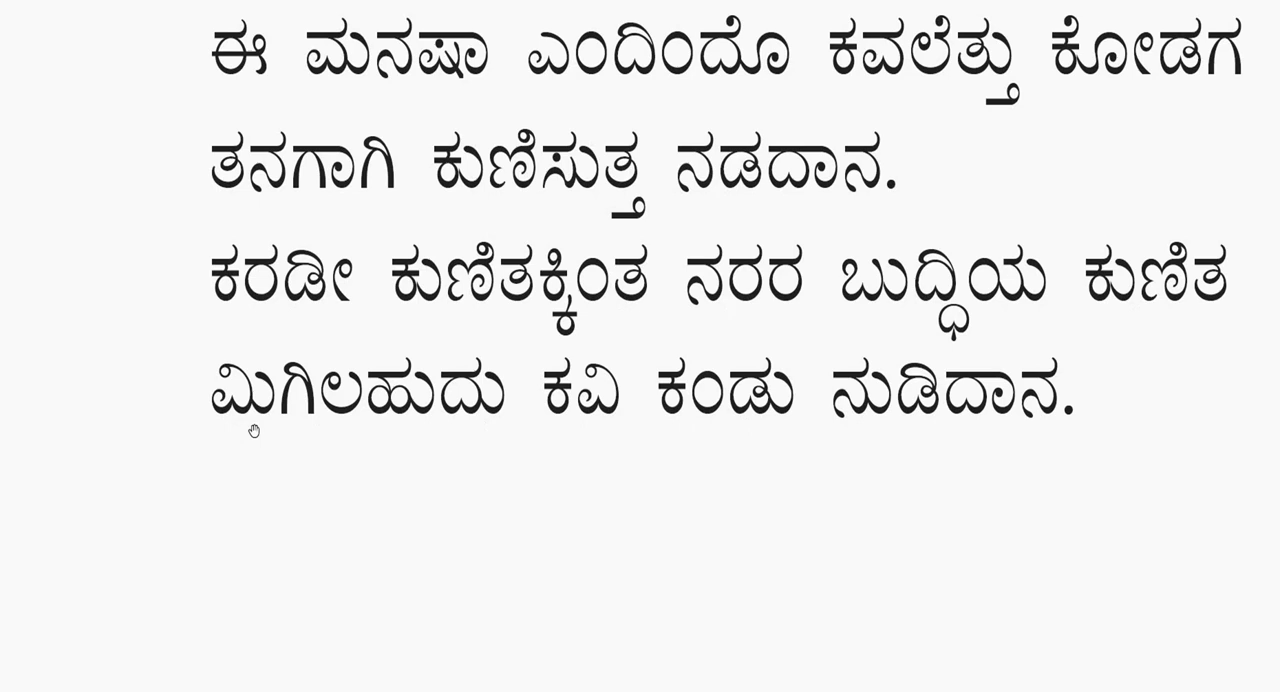 ಈ ಮನಷಾ ಎಂದಿಂದೊ ಕವಲೆತ್ತು ಕೋಡಗ
ತನಗಾಗಿ ಕುಣಿಸುತ್ತ ನಡದಾನ.
ಕರಡೀ ಕುಣಿತಕ್ಕಿಂತ ನರರ ಬುದ್ಧಿಯ ಕುಣಿತ
ಮಿಗಿಲಹುದು ಕವಿ ಕಂಡು ನುಡಿದಾನ.